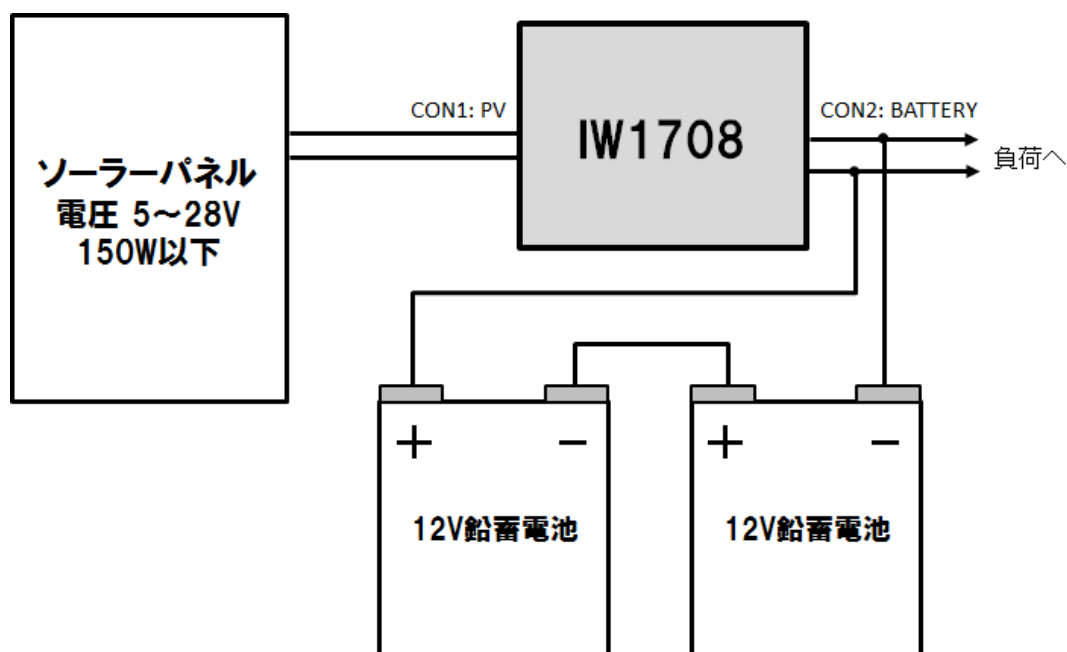 ソーラーパネル
電圧 5～28V
150W以下
CON1: PV
IW1708
CON2: BATTERY
負荷へ
+
−
+
−
12V鉛蓄電池
12V鉛蓄電池